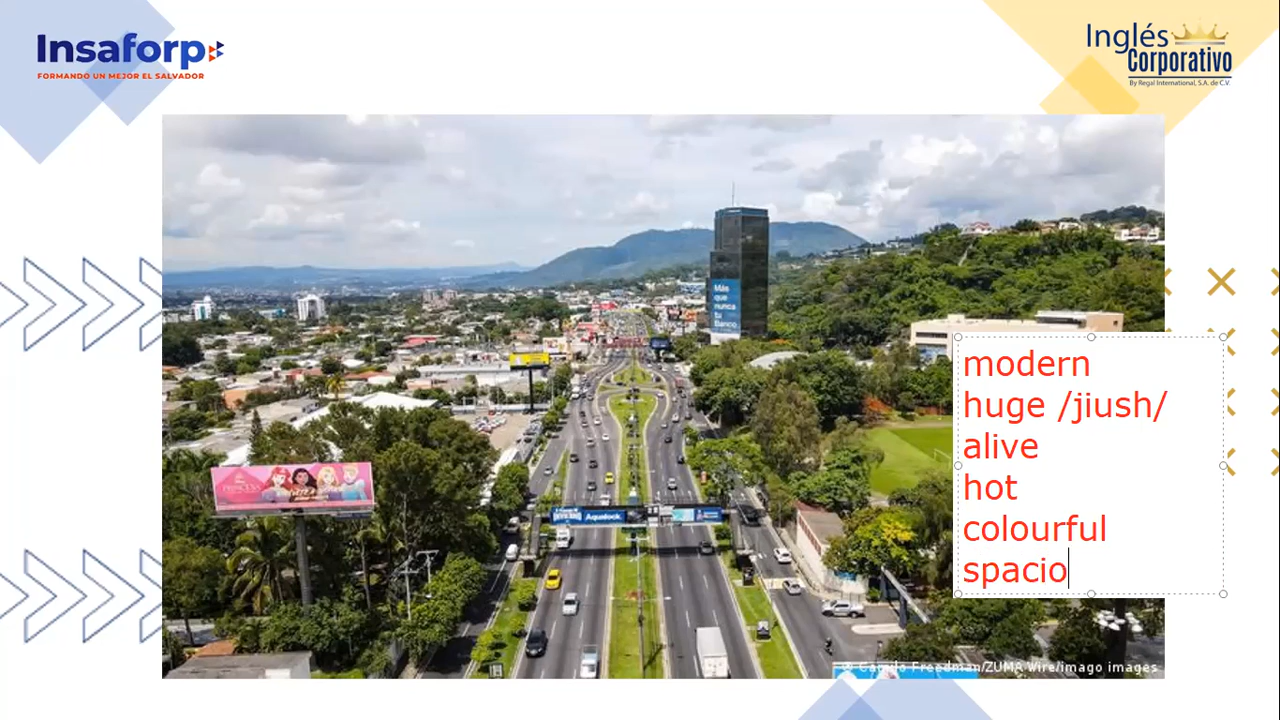 Insaforp
FORMANDO UN MEJOR EL SALVADOR
Inglés
Corporativo
By Regal International, S.A. de C.V.
Más
que
nunca
tu
Banco
modern
huge /jiush/
alive
hot
colourful
spacio
Aqualock
© Camilo Freedman/ZUMA Wire/imago images